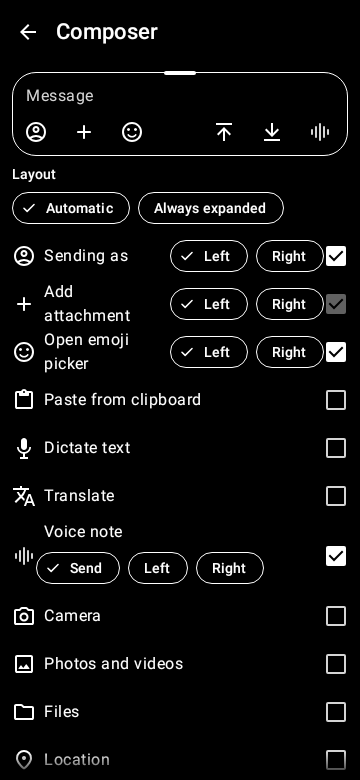 Composer
Message
Layout
Automatic Always expanded
Sending as Left Right
Add
attachment Left Right
Open emoji
picker Left Right
Paste from clipboard
Dictate text
Translate
Voice note
Send Left Right
Camera
Photos and videos
Files
Location